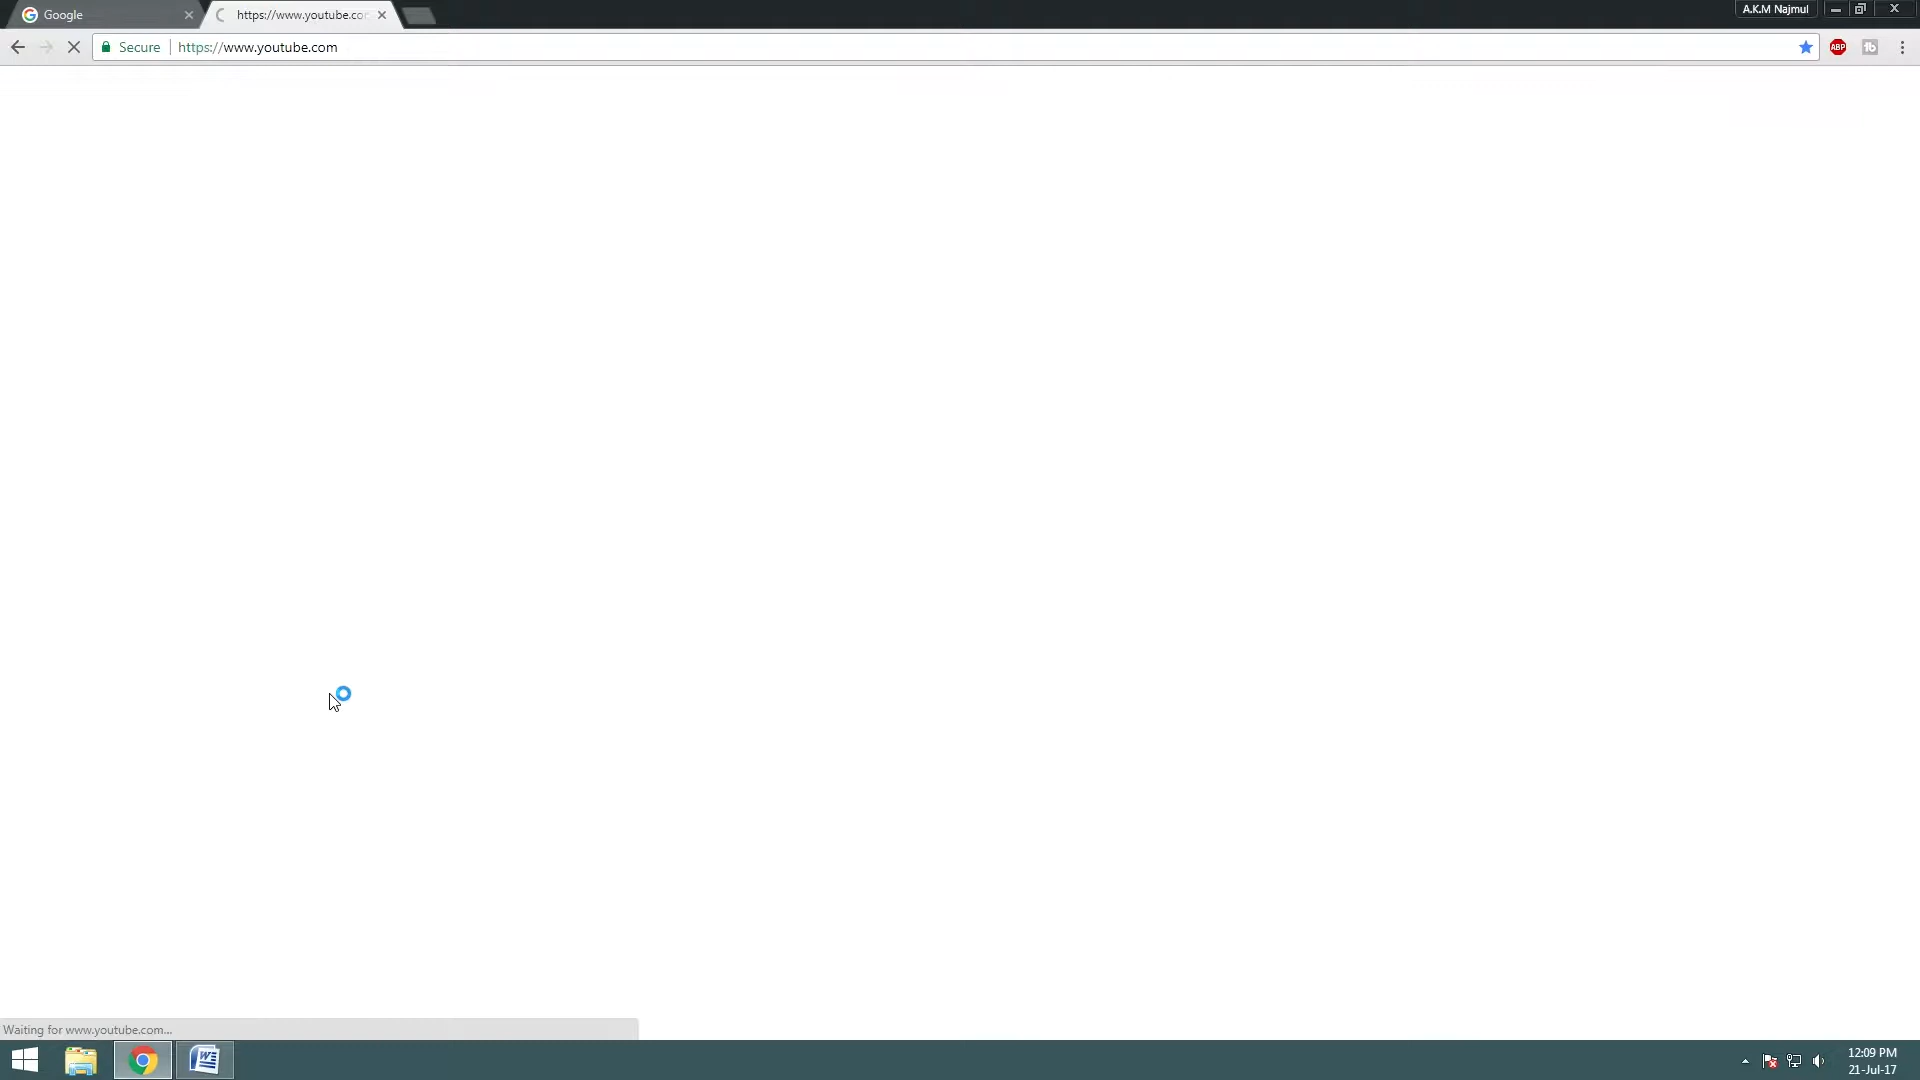 Google
https://www.youtube.co
A.K.M Najmul
Secure
https://www.youtube.com
ABP
tb
Waiting for www.youtube.com...
W
12:09 PM
21-Jul-17